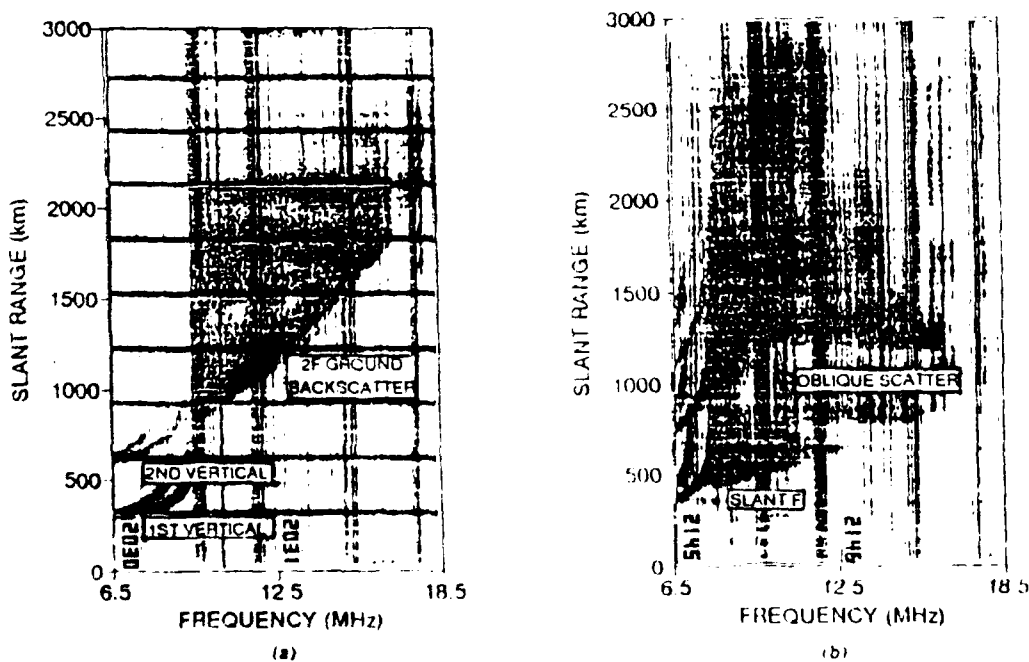 3000
2500
2000
1500
1000
500
0
SLANT RANGE (km)
2F GROUND
BACKSCATTER
2ND VERTICAL
1ST VERTICAL
6.5
12.5
18.5
FREQUENCY (MHz)
(a)
3000
2500
2000
1500
1000
500
0
SLANT RANGE (km)
OBLIQUE SCATTER
SLANT F
6.5
12.5
18.5
FREQUENCY (MHz)
(b)